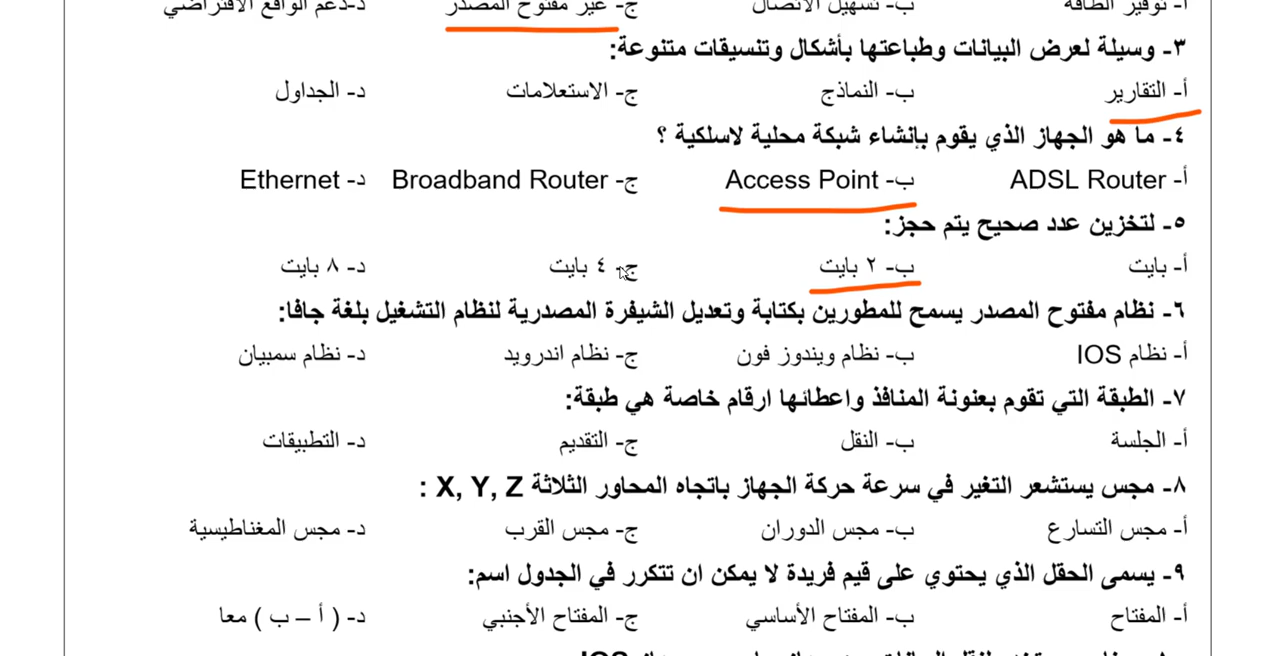 أ- توفير الطاقة ب- تسهيل الاتصال ج- غير مفتوح المصدر د-دعم الواقع الافتراضي
٣- وسيلة لعرض البيانات وطباعتها بأشكال وتنسيقات متنوعة:
أ- التقارير ب- النماذج ج- الاستعلامات د- الجداول
٤- ما هو الجهاز الذي يقوم بإنشاء شبكة محلية لاسلكية ؟
أ- ADSL Router ب- Access Point ج- Broadband Router د- Ethernet
٥- لتخزين عدد صحيح يتم حجز:
أ- بايت ب- ٢ بايت ج- ٤ بايت د- ٨ بايت
٦- نظام مفتوح المصدر يسمح للمطورين بكتابة وتعديل الشيفرة المصدرية لنظام التشغيل بلغة جافا:
أ- نظام IOS ب- نظام ويندوز فون ج- نظام اندرويد د- نظام سمبيان
٧- الطبقة التي تقوم بعنونة المنافذ واعطائها ارقام خاصة هي طبقة:
أ- الجلسة ب- النقل ج- التقديم د- التطبيقات
٨- مجس يستشعر التغير في سرعة حركة الجهاز باتجاه المحاور الثلاثة X, Y, Z :
أ- مجس التسارع ب- مجس الدوران ج- مجس القرب د- مجس المغناطيسية
٩- يسمى الحقل الذي يحتوي على قيم فريدة لا يمكن ان تتكرر في الجدول اسم:
أ- المفتاح ب- المفتاح الأساسي ج- المفتاح الأجنبي د- ( أ – ب ) معا